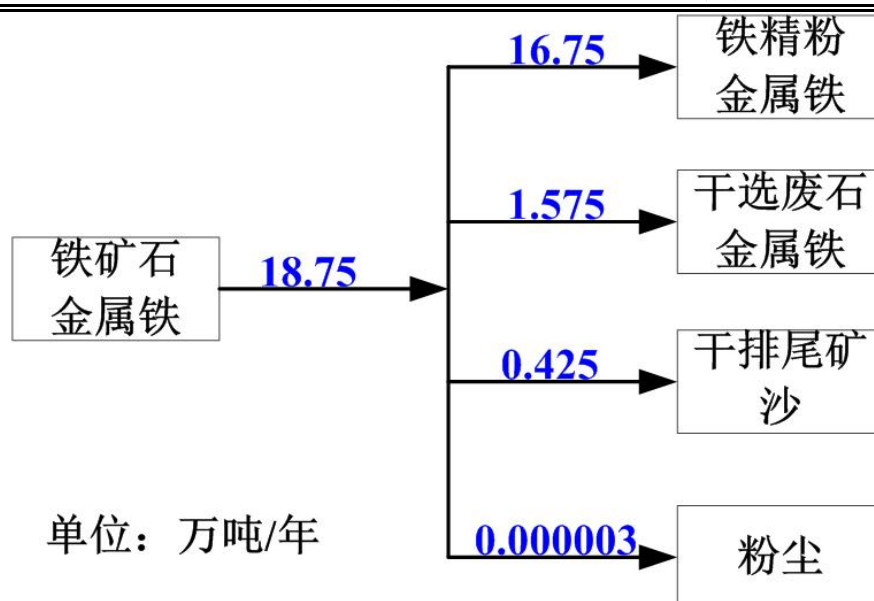 16.75
铁精粉
金属铁
1.575
干选废石
金属铁
铁矿石
金属铁
18.75
0.425
干排尾矿
沙
单位：万吨/年
0.000003
粉尘